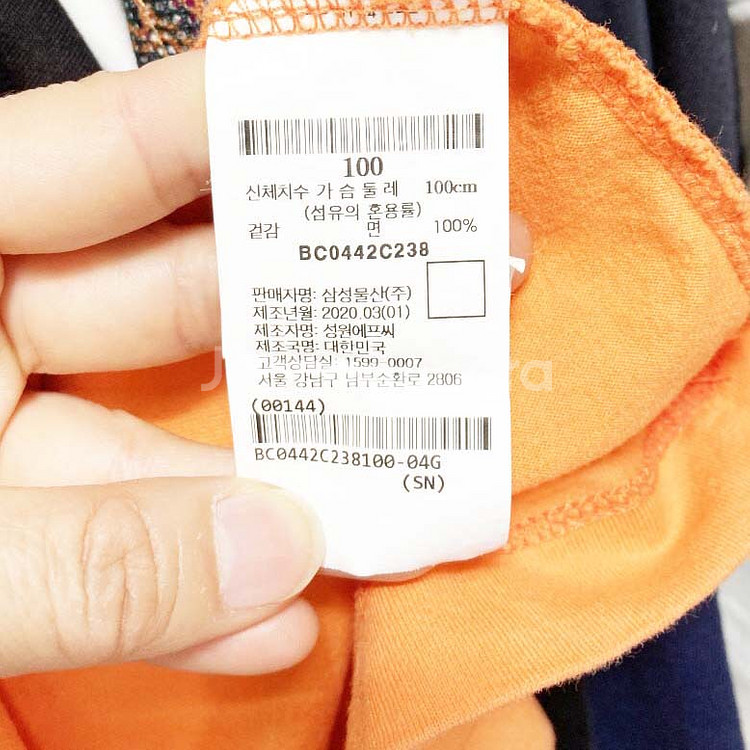 100
신체치수 가 슴 둘 레 100cm
(섬유의 혼용률)
겉감 면 100%
BC0442C238
판매자명: 삼성물산(주)
제조년월: 2020.03(01)
제조자명: 성원에프씨
제조국명: 대한민국
고객상담실: 1599-0007
서울 강남구 남부순환로 2806
(00144)
BC0442C238100-04G
(SN)